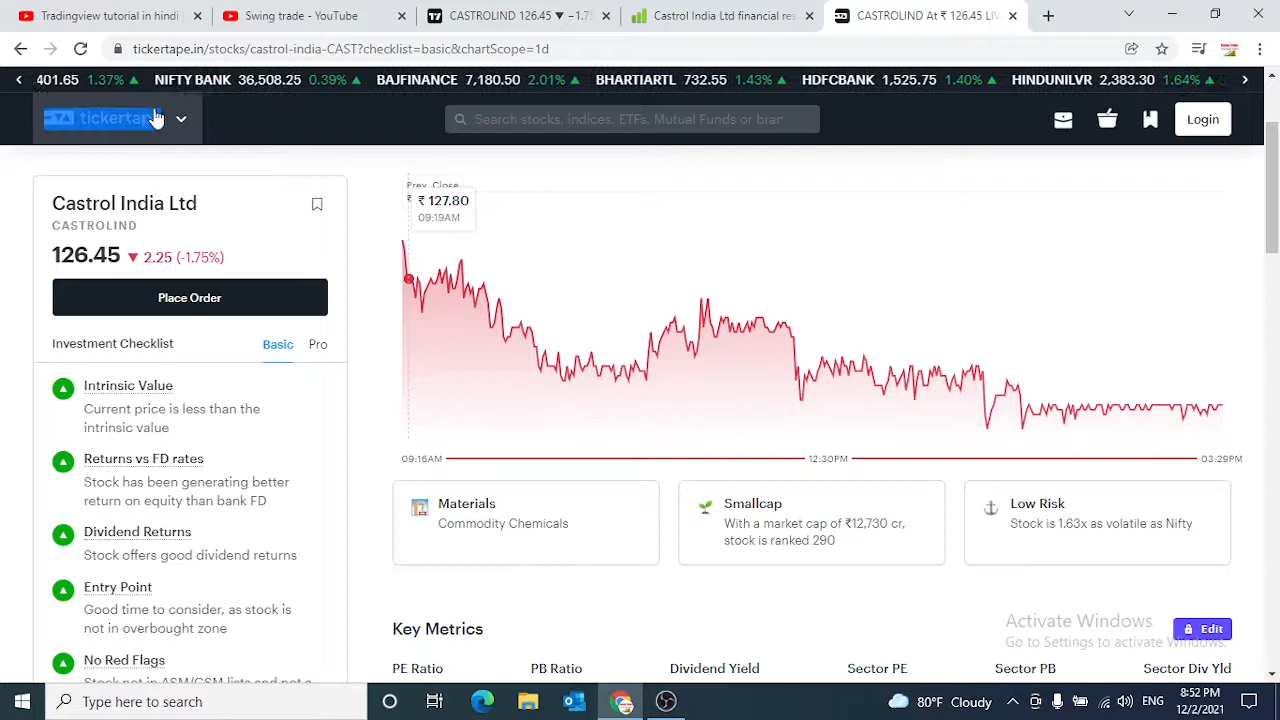 Tradingview tutorial in hindi
Swing trade - YouTube
CASTROLIND 126.45 ▼ −1.7
Castrol India Ltd financial res
CASTROLIND At ₹ 126.45 LI
tickertape.in/stocks/castrol-india-CAST?checklist=basic&chartScope=1d
.401.65 1.37% ▲ NIFTY BANK 36,508.25 0.39% ▲ BAJFINANCE 7,180.50 2.01% ▲ BHARTIARTL 732.55 1.43% ▲ HDFCBANK 1,525.75 1.40% ▲ HINDUNILVR 2,383.30 1.64% ▲
tickertape
Search stocks, indices, ETFs, Mutual Funds or bran
Login
Castrol India Ltd
CASTROLIND
126.45 ▼ 2.25 (-1.75%)
Place Order
Investment Checklist Basic Pro
Intrinsic Value
Current price is less than the
intrinsic value
Returns vs FD rates
Stock has been generating better
return on equity than bank FD
Dividend Returns
Stock offers good dividend returns
Entry Point
Good time to consider, as stock is
not in overbought zone
No Red Flags
Stock not in ASM/GSM lists and not a
Prev. Close
₹ 127.80
09:19AM
09:16AM 12:30PM 03:29PM
Materials
Commodity Chemicals
Smallcap
With a market cap of ₹12,730 cr,
stock is ranked 290
Low Risk
Stock is 1.63x as volatile as Nifty
Key Metrics
Edit
PE Ratio PB Ratio Dividend Yield Sector PE Sector PB Sector Div Yld
Activate Windows
Go to Settings to activate Windows.
Type here to search
80°F Cloudy
ENG
8:52 PM
12/2/2021